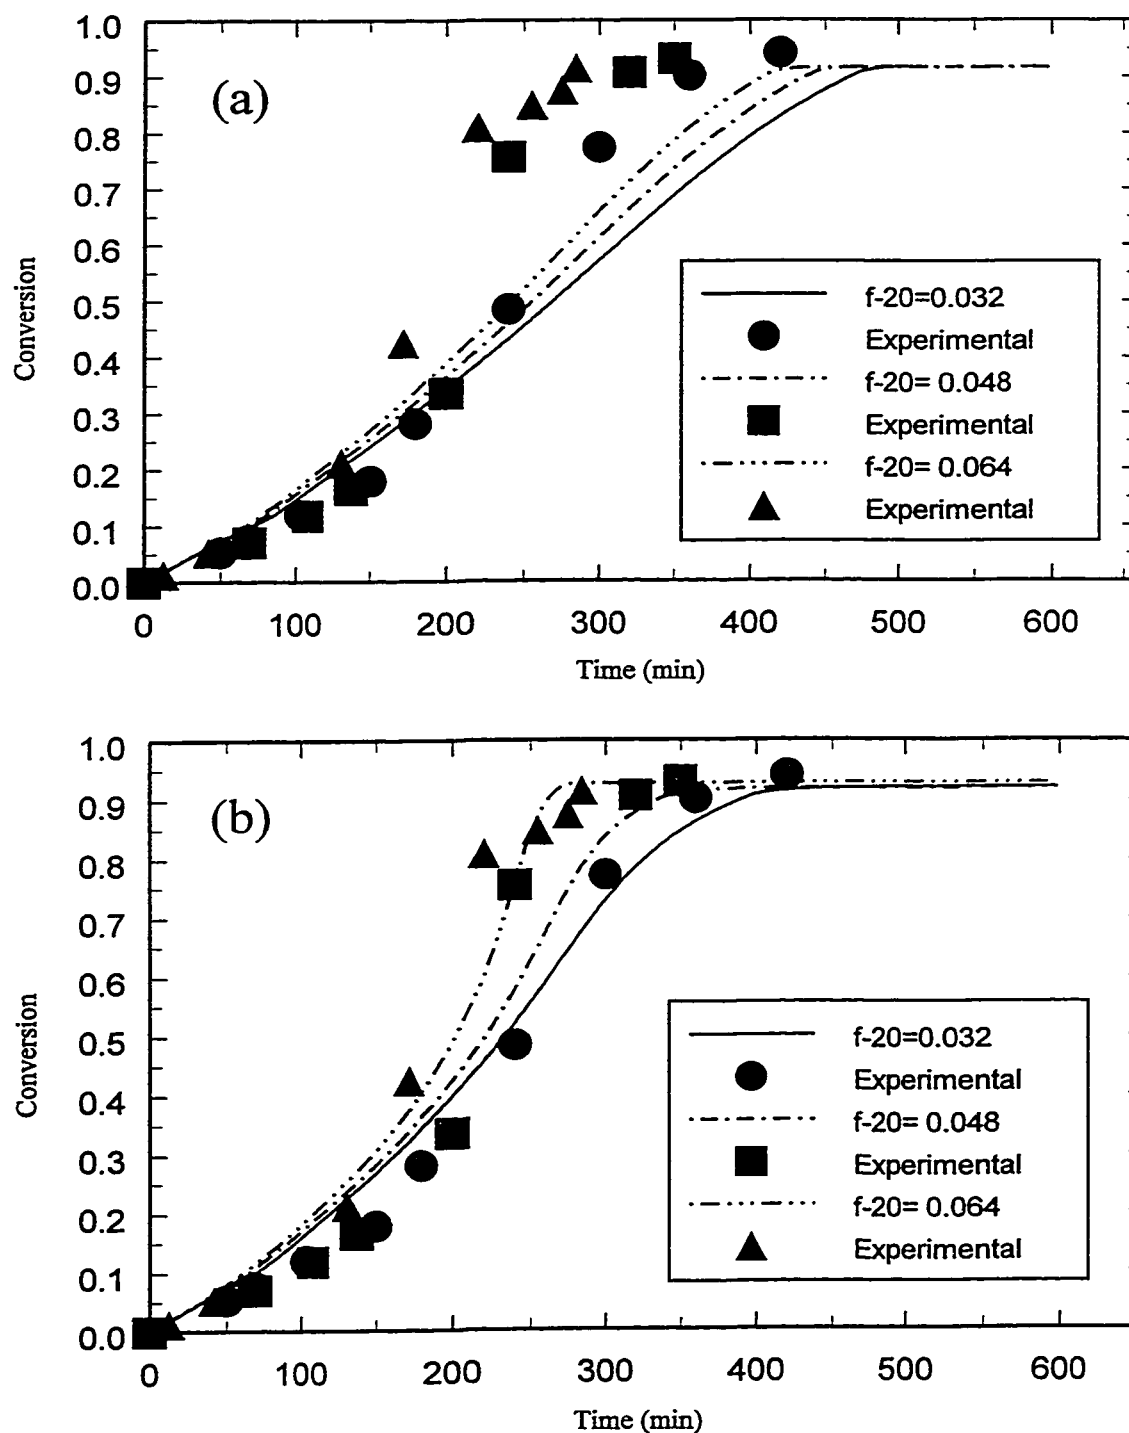 1.0
0.9
0.8
0.7
0.6
0.5
0.4
0.3
0.2
0.1
0.0
Conversion
(a)
f-20=0.032
Experimental
f-20= 0.048
Experimental
f-20= 0.064
Experimental
0 100 200 300 400 500 600
Time (min)
1.0
0.9
0.8
0.7
0.6
0.5
0.4
0.3
0.2
0.1
0.0
Conversion
(b)
f-20=0.032
Experimental
f-20= 0.048
Experimental
f-20= 0.064
Experimental
0 100 200 300 400 500 600
Time (min)